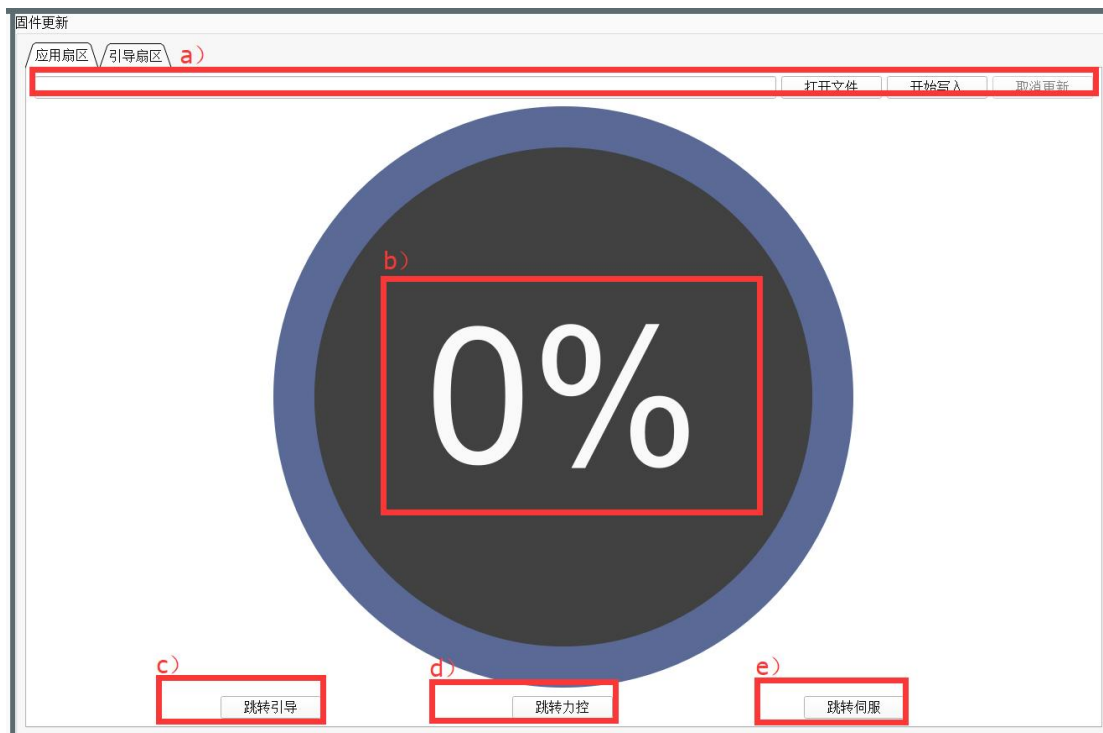 固件更新
应用扇区 引导扇区 a）
打开文件 开始写入 取消更新
b）
0%
c） d） e）
跳转引导 跳转力控 跳转伺服